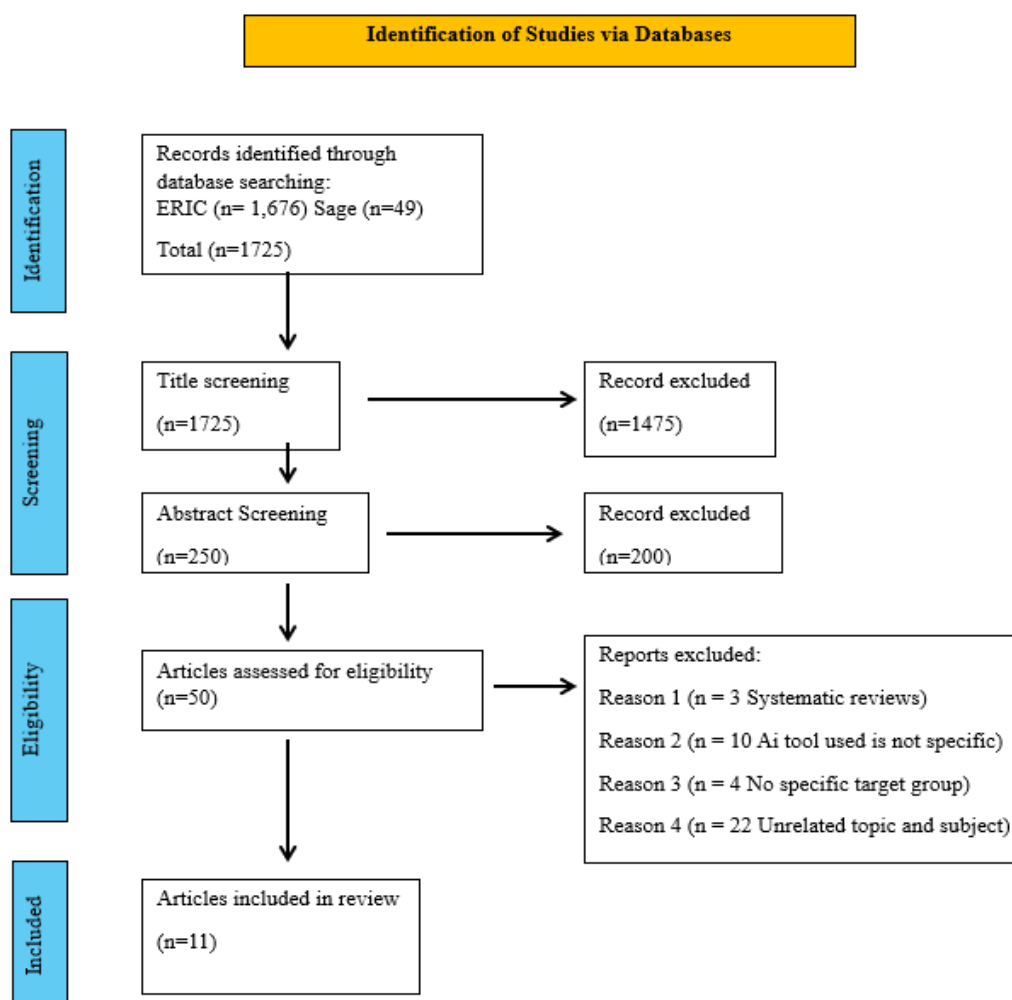 Identification of Studies via Databases
Identification
Records identified through
database searching:
ERIC (n= 1,676) Sage (n=49)
Total (n=1725)
Screening
Title screening
(n=1725)
Record excluded
(n=1475)
Abstract Screening
(n=250)
Record excluded
(n=200)
Eligibility
Articles assessed for eligibility
(n=50)
Reports excluded:
Reason 1 (n = 3 Systematic reviews)
Reason 2 (n = 10 Ai tool used is not specific)
Reason 3 (n = 4 No specific target group)
Reason 4 (n = 22 Unrelated topic and subject)
Included
Articles included in review
(n=11)